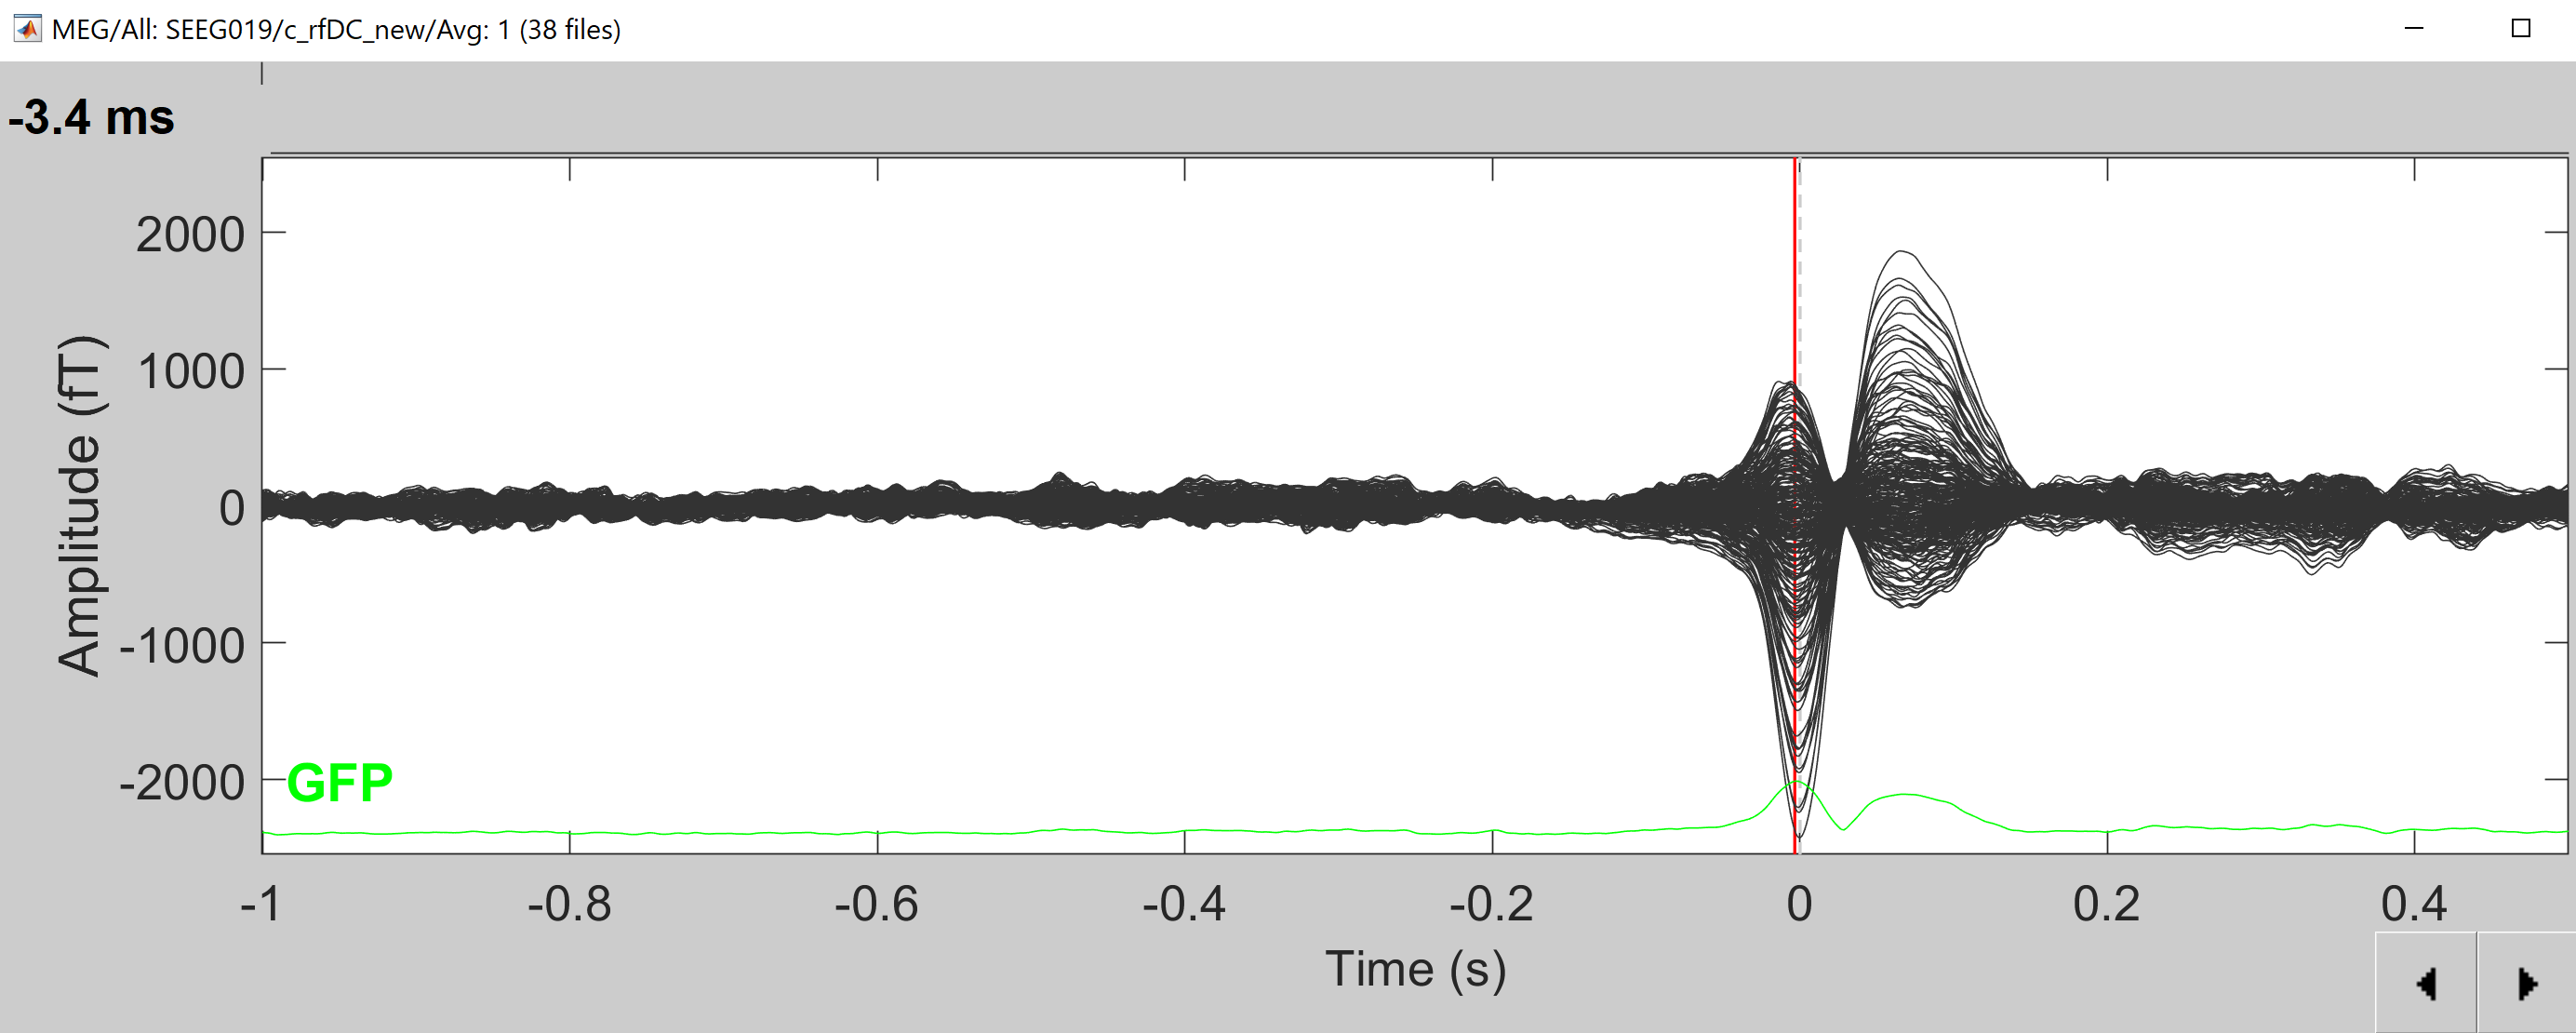 MEG/All: SEEG019/c_rfDC_new/Avg: 1 (38 files)
-3.4 ms
2000
1000
0
-1000
-2000
Amplitude (fT)
GFP
-1 -0.8 -0.6 -0.4 -0.2 0 0.2 0.4
Time (s)